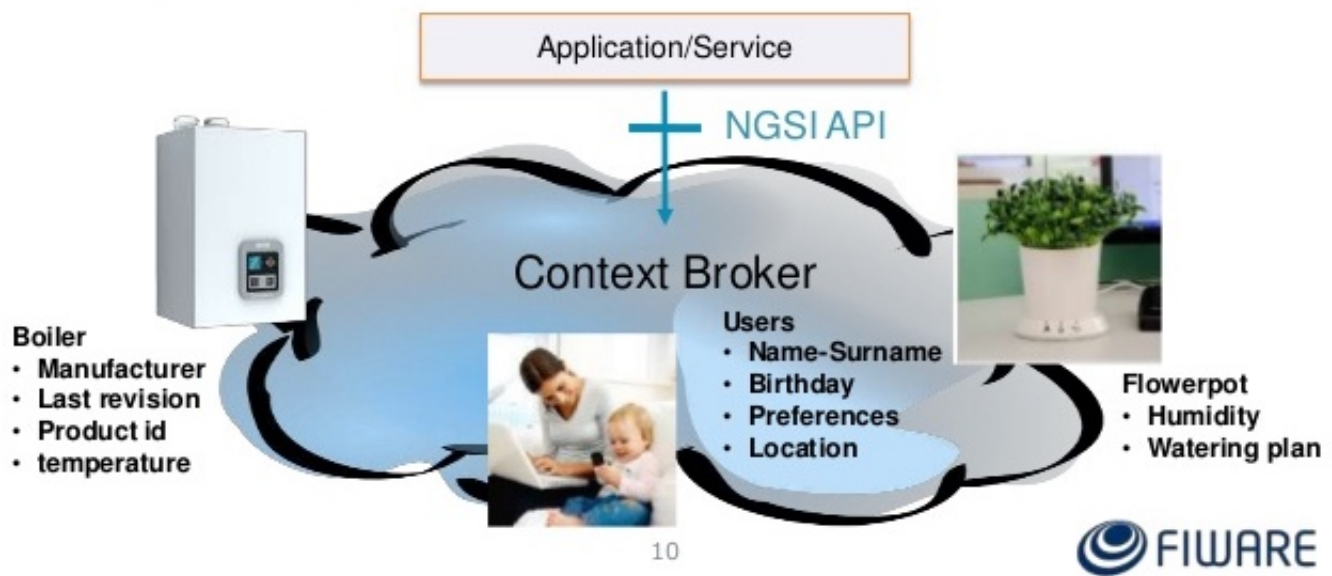 Application/Service
NGSI API
Context Broker
Boiler
• Manufacturer
• Last revision
• Product id
• temperature
Users
• Name-Surname
• Birthday
• Preferences
• Location
Flowerpot
• Humidity
• Watering plan
10
FIWARE